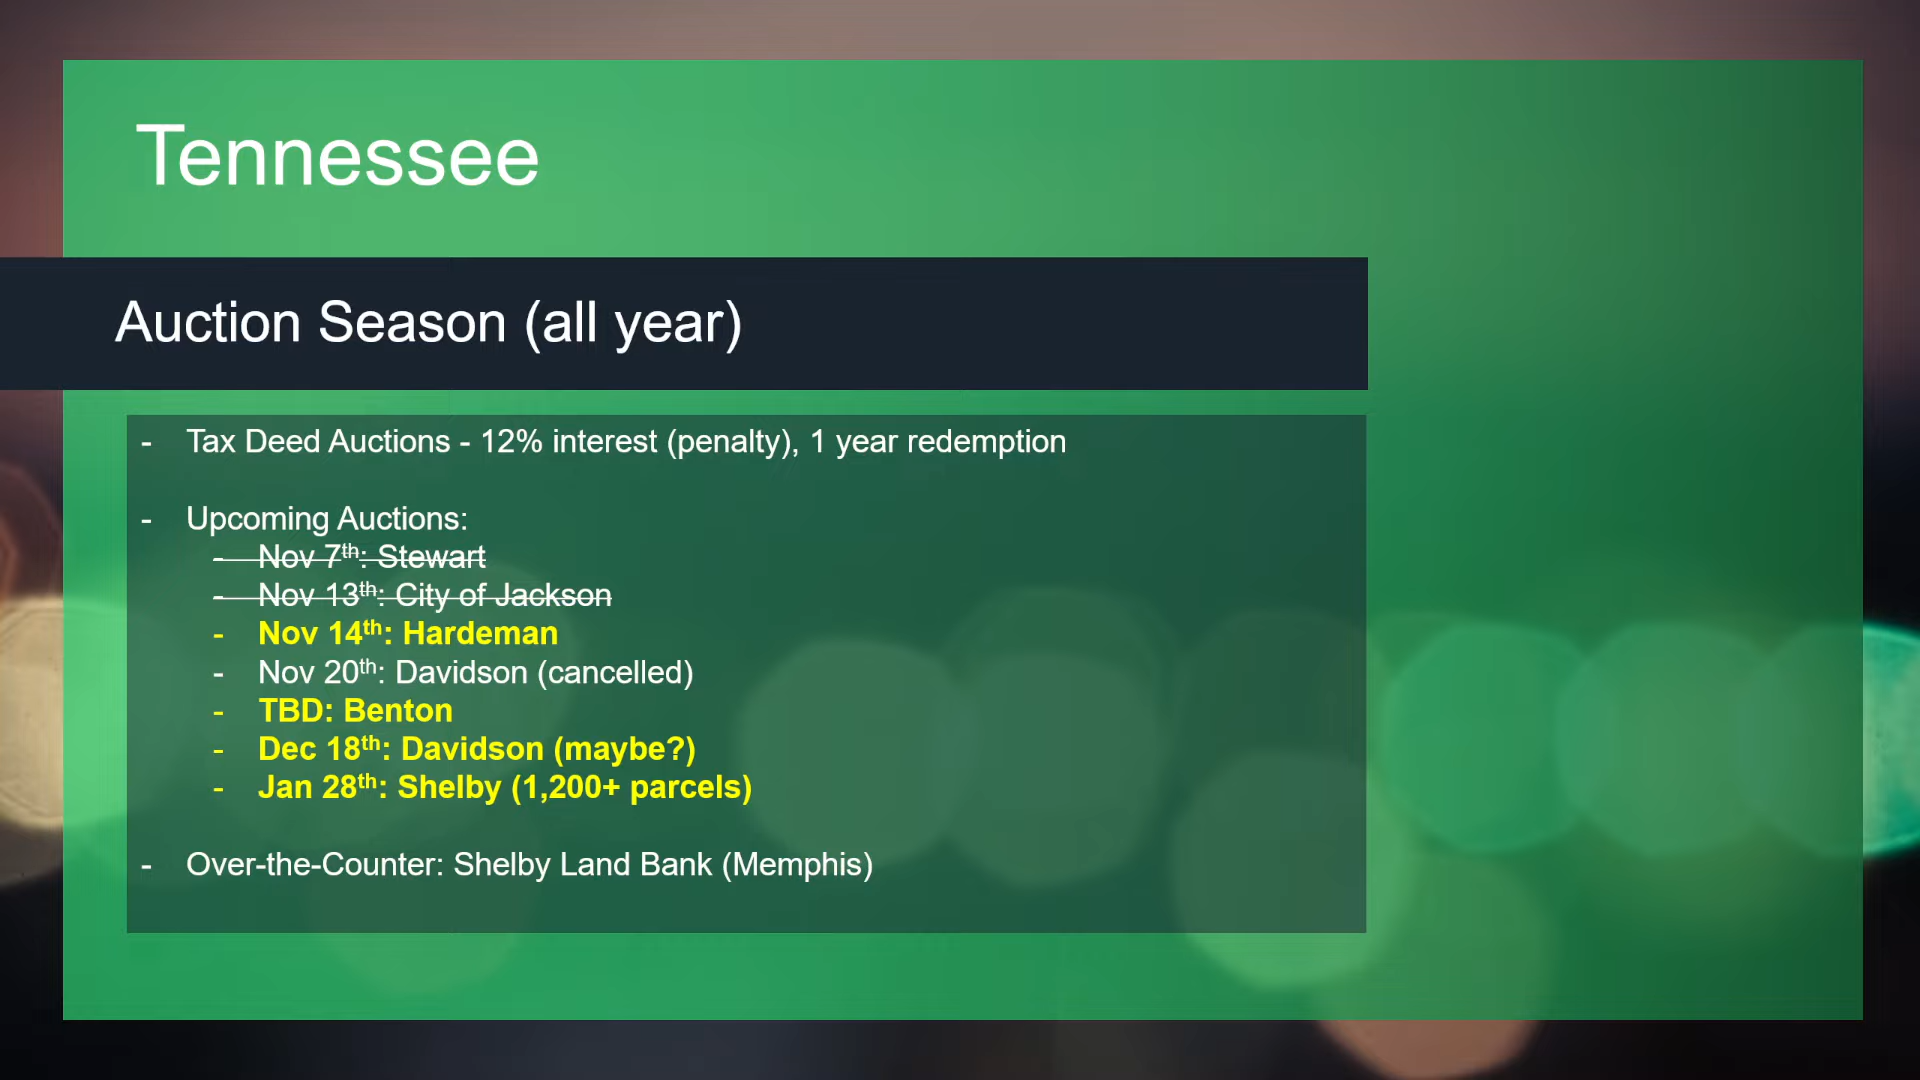 Tennessee
Auction Season (all year)
- Tax Deed Auctions - 12% interest (penalty), 1 year redemption
- Upcoming Auctions:
- Nov 7th: Stewart
- Nov 13th: City of Jackson
- Nov 14th: Hardeman
- Nov 20th: Davidson (cancelled)
- TBD: Benton
- Dec 18th: Davidson (maybe?)
- Jan 28th: Shelby (1,200+ parcels)
- Over-the-Counter: Shelby Land Bank (Memphis)